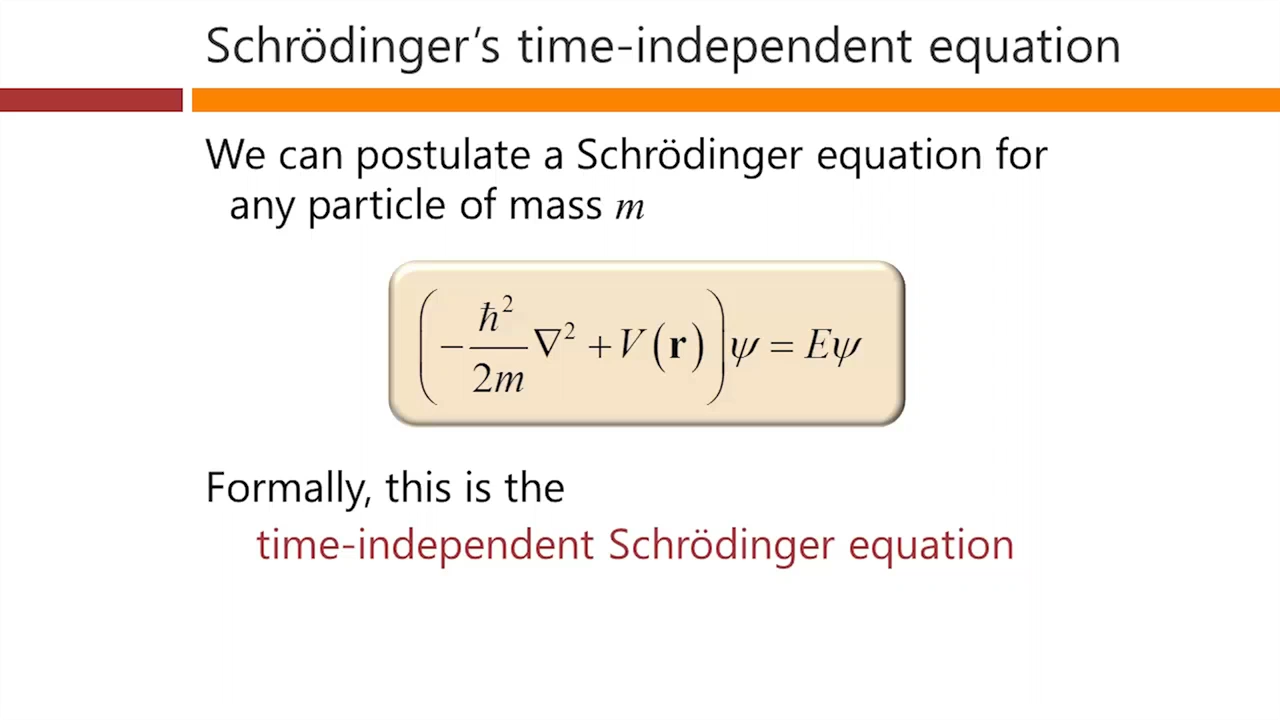 Schrödinger’s time-independent equation
We can postulate a Schrödinger equation for
any particle of mass m
(−ħ²/2m ∇² + V(r))ψ = Eψ
Formally, this is the
time-independent Schrödinger equation